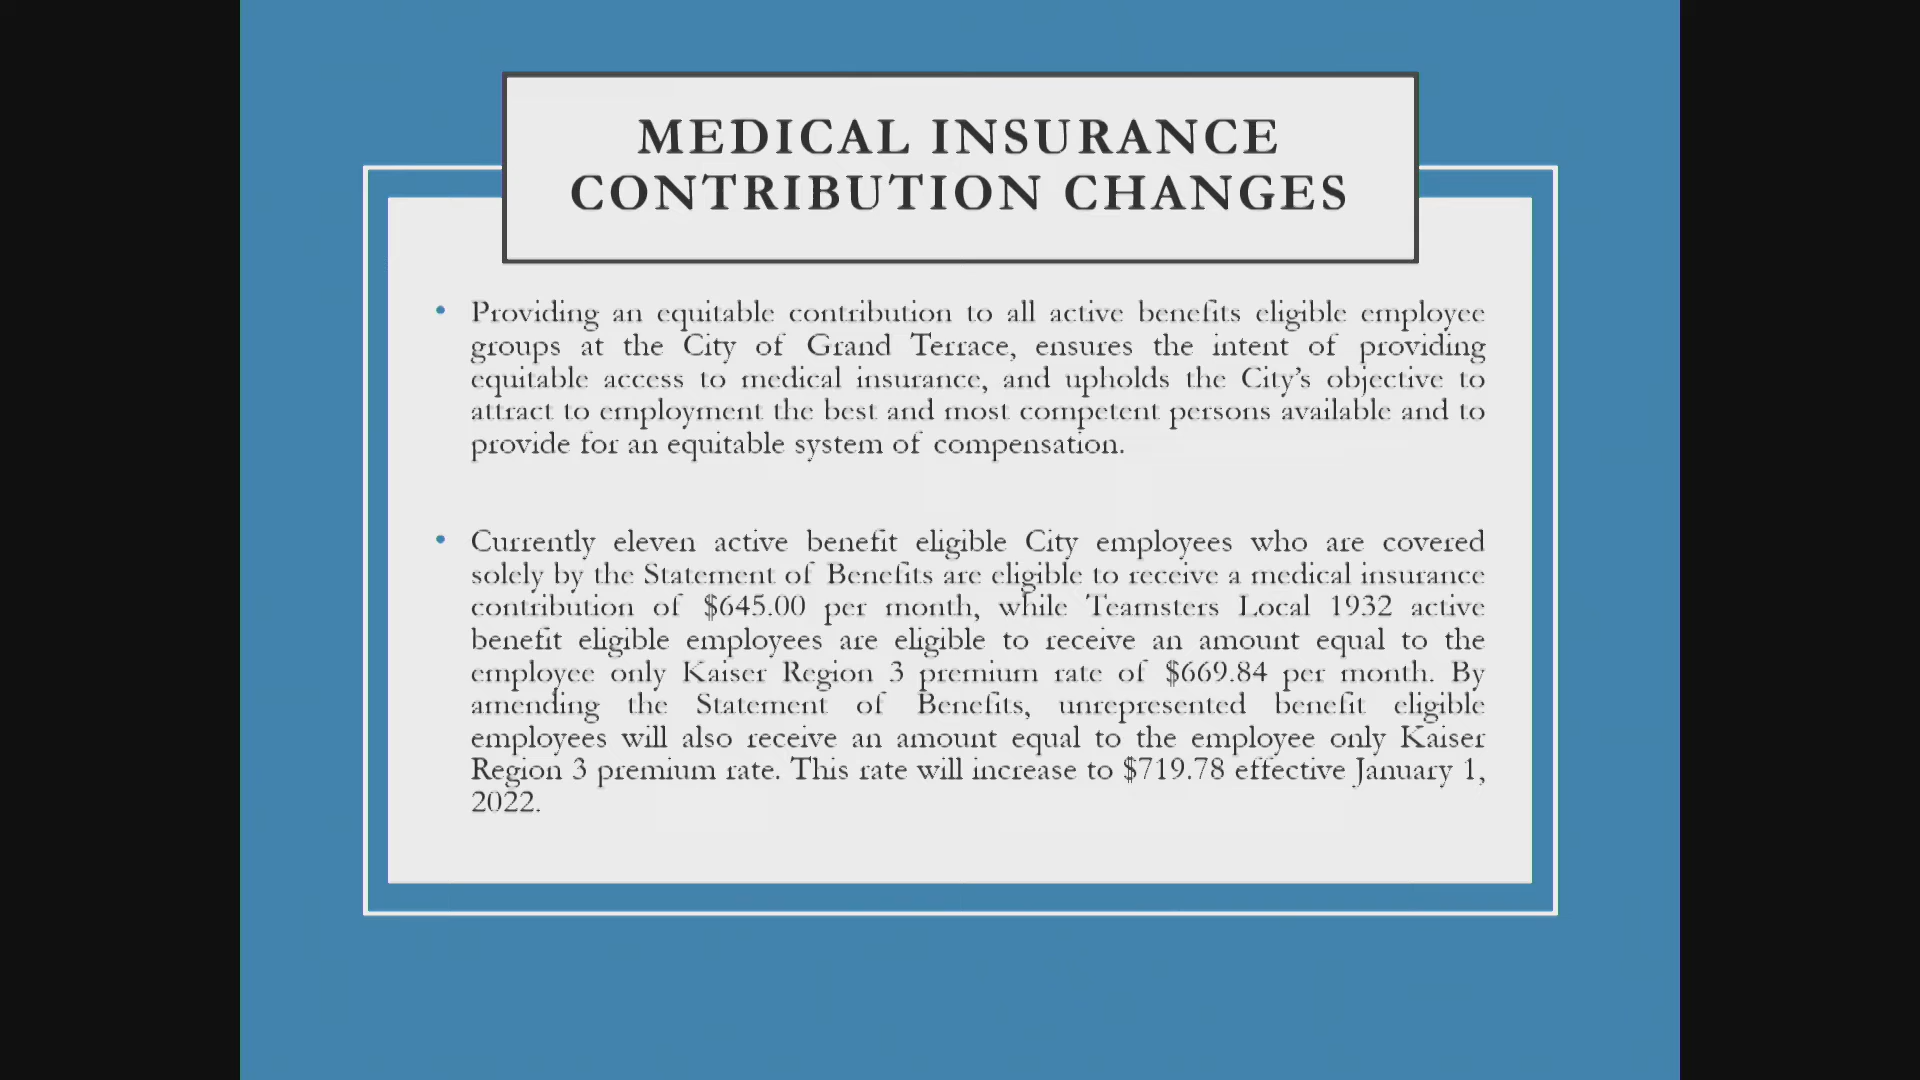 MEDICAL INSURANCE
CONTRIBUTION CHANGES
• Providing an equitable contribution to all active benefits eligible employee
groups at the City of Grand Terrace, ensures the intent of providing
equitable access to medical insurance, and upholds the City’s objective to
attract to employment the best and most competent persons available and to
provide for an equitable system of compensation.
• Currently eleven active benefit eligible City employees who are covered
solely by the Statement of Benefits are eligible to receive a medical insurance
contribution of $645.00 per month, while Teamsters Local 1932 active
benefit eligible employees are eligible to receive an amount equal to the
employee only Kaiser Region 3 premium rate of $669.84 per month. By
amending the Statement of Benefits, unrepresented benefit eligible
employees will also receive an amount equal to the employee only Kaiser
Region 3 premium rate. This rate will increase to $719.78 effective January 1,
2022.